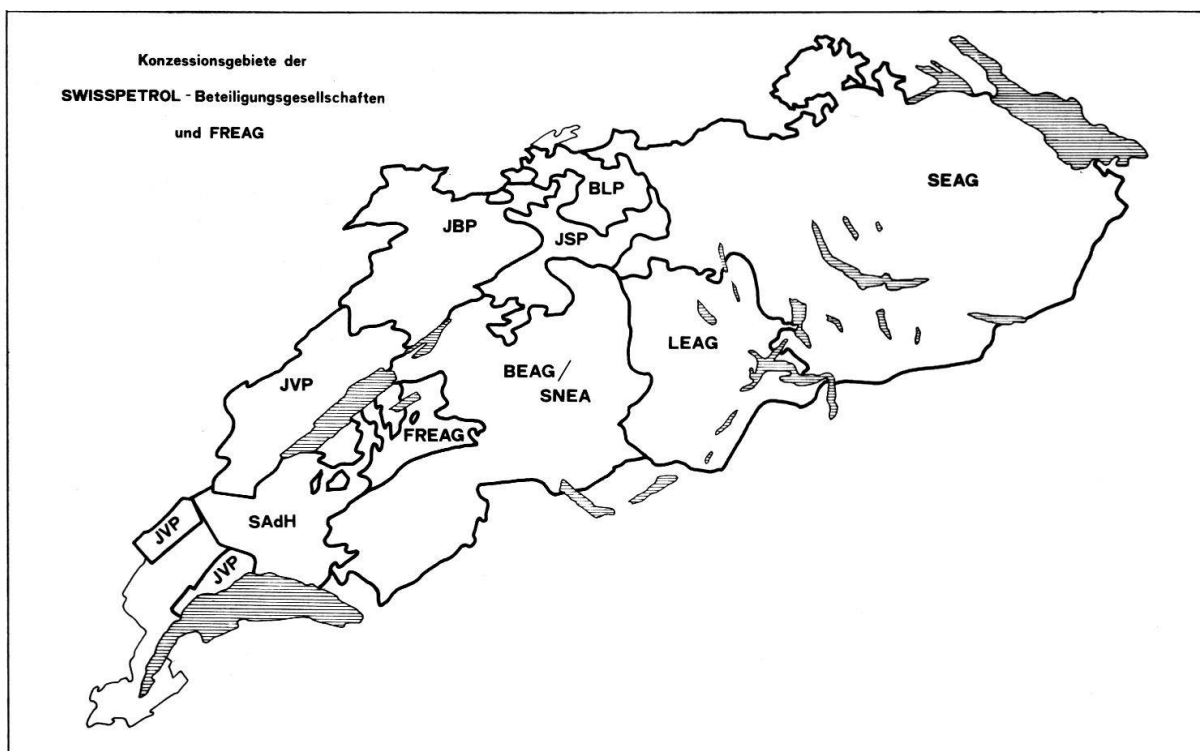 Konzessionsgebiete der
SWISSPETROL - Beteiligungsgesellschaften
und FREAG
SEAG
BLP
JBP
JSP
LEAG
BEAG/
SNEA
JVP
FREAG
SAdH
JVP
JVP